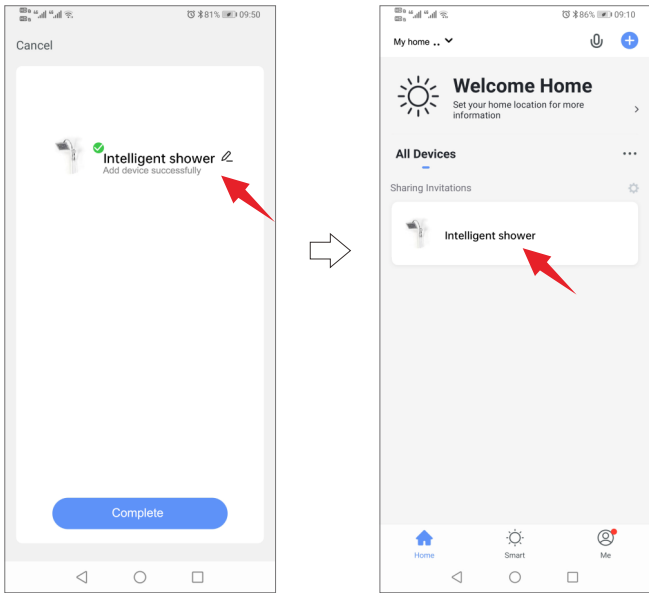 81% 09:50
Cancel
Intelligent shower
Add device successfully
Complete
86% 09:10
My home ..
Welcome Home
Set your home location for more
information
All Devices
Sharing Invitations
Intelligent shower
Home Smart Me